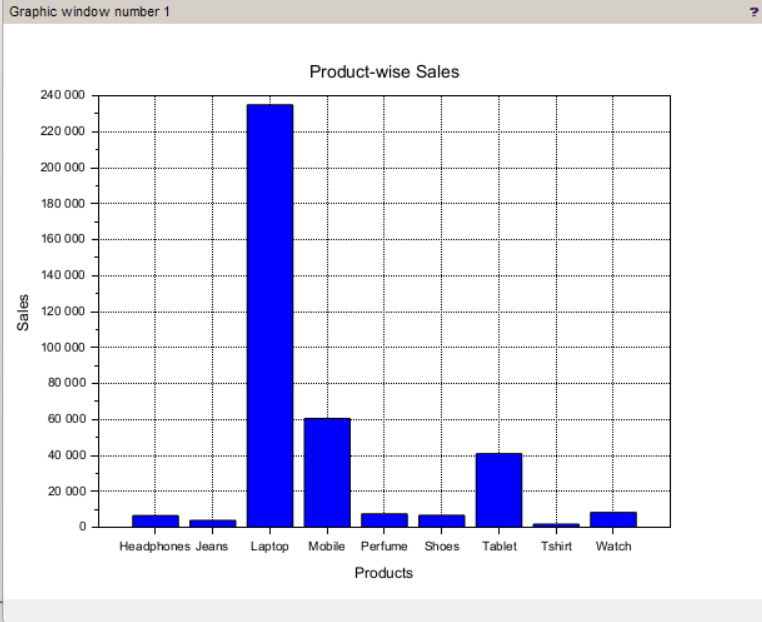 Graphic window number 1 ?
Product-wise Sales
240 000
220 000
200 000
180 000
160 000
140 000
120 000
100 000
80 000
60 000
40 000
20 000
0
Sales
Headphones Jeans Laptop Mobile Perfume Shoes Tablet Tshirt Watch
Products